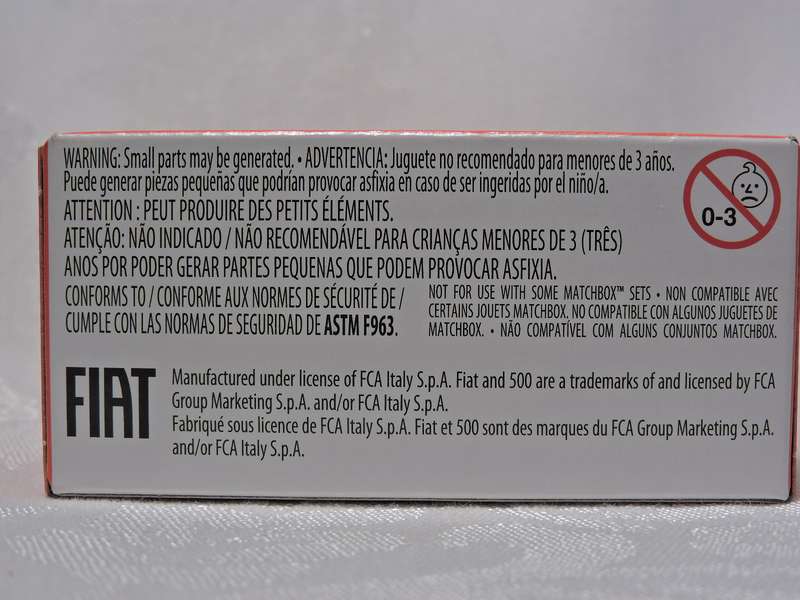 WARNING: Small parts may be generated. • ADVERTENCIA: Juguete no recomendado para menores de 3 años.
Puede generar piezas pequeñas que podrían provocar asfixia en caso de ser ingeridas por el niño/a.
ATTENTION : PEUT PRODUIRE DES PETITS ÉLÉMENTS.
ATENÇÃO: NÃO INDICADO / NÃO RECOMENDÁVEL PARA CRIANÇAS MENORES DE 3 (TRÊS)
ANOS POR PODER GERAR PARTES PEQUENAS QUE PODEM PROVOCAR ASFIXIA.
0-3
CONFORMS TO / CONFORME AUX NORMES DE SÉCURITÉ DE /
CUMPLE CON LAS NORMAS DE SEGURIDAD DE ASTM F963.
NOT FOR USE WITH SOME MATCHBOX™ SETS • NON COMPATIBLE AVEC
CERTAINS JOUETS MATCHBOX. NO COMPATIBLE CON ALGUNOS JUGUETES DE
MATCHBOX. • NÃO COMPATÍVEL COM ALGUNS CONJUNTOS MATCHBOX.
FIAT
Manufactured under license of FCA Italy S.p.A. Fiat and 500 are a trademarks of and licensed by FCA
Group Marketing S.p.A. and/or FCA Italy S.p.A.
Fabriqué sous licence de FCA Italy S.p.A. Fiat et 500 sont des marques du FCA Group Marketing S.p.A.
and/or FCA Italy S.p.A.